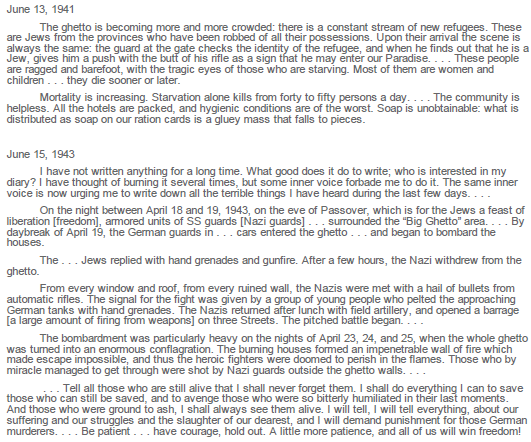 June 13, 1941
The ghetto is becoming more and more crowded: there is a constant stream of new refugees. These
are Jews from the provinces who have been robbed of all their possessions. Upon their arrival the scene is
always the same: the guard at the gate checks the identity of the refugee, and when he finds out that he is a
Jew, gives him a push with the butt of his rifle as a sign that he may enter our Paradise. . . . These people
are ragged and barefoot, with the tragic eyes of those who are starving. Most of them are women and
children . . . they die sooner or later.
Mortality is increasing. Starvation alone kills from forty to fifty persons a day. . . . The community is
helpless. All the hotels are packed, and hygienic conditions are of the worst. Soap is unobtainable: what is
distributed as soap on our ration cards is a gluey mass that falls to pieces.
June 15, 1943
I have not written anything for a long time. What good does it do to write; who is interested in my
diary? I have thought of burning it several times, but some inner voice forbade me to do it. The same inner
voice is now urging me to write down all the terrible things I have heard during the last few days. . . .
On the night between April 18 and 19, 1943, on the eve of Passover, which is for the Jews a feast of
liberation [freedom], armored units of SS guards [Nazi guards] . . . surrounded the "Big Ghetto" area. . . . By
daybreak of April 19, the German guards in . . . cars entered the ghetto . . . and began to bombard the
houses.
The . . . Jews replied with hand grenades and gunfire. After a few hours, the Nazi withdrew from the
ghetto.
From every window and roof, from every ruined wall, the Nazis were met with a hail of bullets from
automatic rifles. The signal for the fight was given by a group of young people who pelted the approaching
German tanks with hand grenades. The Nazis returned after lunch with field artillery, and opened a barrage
[a large amount of firing from weapons] on three Streets. The pitched battle began. . . .
The bombardment was particularly heavy on the nights of April 23, 24, and 25, when the whole ghetto
was turned into an enormous conflagration. The burning houses formed an impenetrable wall of fire which
made escape impossible, and thus the heroic fighters were doomed to perish in the flames. Those who by
miracle managed to get through were shot by Nazi guards outside the ghetto walls. . . .
. . . Tell all those who are still alive that I shall never forget them. I shall do everything I can to save
those who can still be saved, and to avenge those who were so bitterly humiliated in their last moments.
And those who were ground to ash, I shall always see them alive. I will tell, I will tell everything, about our
suffering and our struggles and the slaughter of our dearest, and I will demand punishment for those German
murderers. . . . Be patient . . . have courage, hold out. A little more patience, and all of us will win freedom!